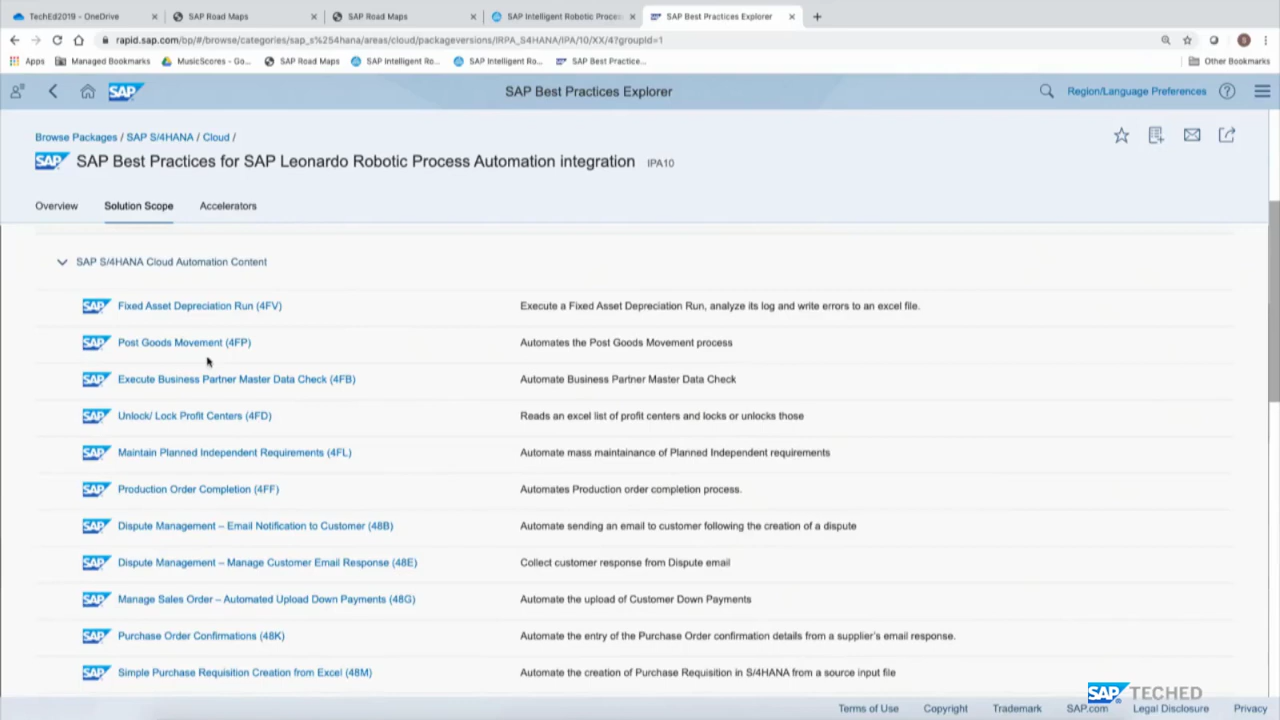 TechEd2019 - OneDrive
SAP Road Maps
SAP Road Maps
SAP Intelligent Robotic Proces
SAP Best Practices Explorer
rapid.sap.com/bp/#/browse/categories/sap_s%254hana/areas/cloud/packageversions/IRPA_S4HANA/IPA/10/XX/4?groupId=1
Apps
Managed Bookmarks
MusicScores - Go...
SAP Road Maps
SAP Intelligent Ro...
SAP Intelligent Ro...
SAP Best Practice...
Other Bookmarks
SAP
SAP Best Practices Explorer
Region/Language Preferences
Browse Packages / SAP S/4HANA / Cloud /
SAP SAP Best Practices for SAP Leonardo Robotic Process Automation integration IPA10
Overview
Solution Scope
Accelerators
SAP S/4HANA Cloud Automation Content
SAP Fixed Asset Depreciation Run (4FV) Execute a Fixed Asset Depreciation Run, analyze its log and write errors to an excel file.
SAP Post Goods Movement (4FP) Automates the Post Goods Movement process
SAP Execute Business Partner Master Data Check (4FB) Automate Business Partner Master Data Check
SAP Unlock/ Lock Profit Centers (4FD) Reads an excel list of profit centers and locks or unlocks those
SAP Maintain Planned Independent Requirements (4FL) Automate mass maintainance of Planned Independent requirements
SAP Production Order Completion (4FF) Automates Production order completion process.
SAP Dispute Management – Email Notification to Customer (48B) Automate sending an email to customer following the creation of a dispute
SAP Dispute Management – Manage Customer Email Response (48E) Collect customer response from Dispute email
SAP Manage Sales Order – Automated Upload Down Payments (48G) Automate the upload of Customer Down Payments
SAP Purchase Order Confirmations (48K) Automate the entry of the Purchase Order confirmation details from a supplier's email response.
SAP Simple Purchase Requisition Creation from Excel (48M) Automate the creation of Purchase Requisition in S/4HANA from a source input file
SAP TECHED
Terms of Use
Copyright
Trademark
SAP.com
Legal Disclosure
Privacy